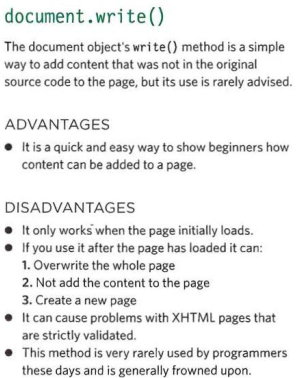 document.write()
The document object's write() method is a simple
way to add content that was not in the original
source code to the page, but its use is rarely advised.
ADVANTAGES
● It is a quick and easy way to show beginners how
content can be added to a page.
DISADVANTAGES
● It only works when the page initially loads.
● If you use it after the page has loaded it can:
1. Overwrite the whole page
2. Not add the content to the page
3. Create a new page
● It can cause problems with XHTML pages that
are strictly validated.
● This method is very rarely used by programmers
these days and is generally frowned upon.